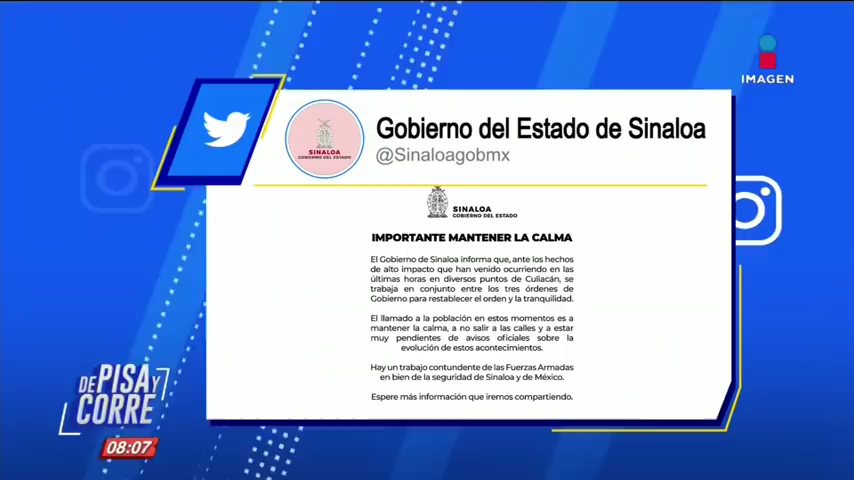 IMAGEN
Gobierno del Estado de Sinaloa
@Sinaloagobmx
SINALOA
GOBIERNO DEL ESTADO
SINALOA
GOBIERNO DEL ESTADO
IMPORTANTE MANTENER LA CALMA
El Gobierno de Sinaloa informa que, ante los hechos
de alto impacto que han venido ocurriendo en las
últimas horas en diversos puntos de Culiacán, se
trabaja en conjunto entre los tres órdenes de
Gobierno para restablecer el orden y la tranquilidad.
El llamado a la población en estos momentos es a
mantener la calma, a no salir a las calles y a estar
muy pendientes de avisos oficiales sobre la
evolución de estos acontecimientos.
Hay un trabajo contundente de las Fuerzas Armadas
en bien de la seguridad de Sinaloa y de México.
Espere más información que iremos compartiendo.
DE PISA Y
CORRE
08:07